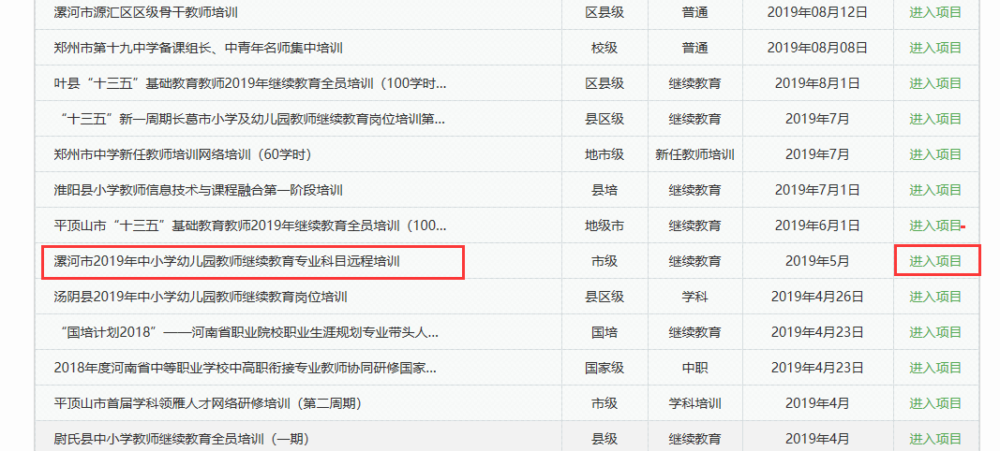 漯河市源汇区区级骨干教师培训 区县级 普通 2019年08月12日 进入项目
郑州市第十九中学备课组长、中青年名师集中培训 校级 普通 2019年08月08日 进入项目
叶县“十三五”基础教育教师2019年继续教育全员培训（100学时... 区县级 继续教育 2019年8月1日 进入项目
“十三五”新一周期长葛市小学及幼儿园教师继续教育岗位培训第... 县区级 继续教育 2019年7月 进入项目
郑州市中学新任教师培训网络培训（60学时） 地市级 新任教师培训 2019年7月 进入项目
淮阳县小学教师信息技术与课程融合第一阶段培训 县培 继续教育 2019年7月1日 进入项目
平顶山市“十三五”基础教育教师2019年继续教育全员培训（100... 地级市 继续教育 2019年6月1日 进入项目
漯河市2019年中小学幼儿园教师继续教育专业科目远程培训 市级 继续教育 2019年5月 进入项目
汤阴县2019年中小学幼儿园教师继续教育岗位培训 县区级 学科 2019年4月26日 进入项目
“国培计划2018”——河南省职业院校职业生涯规划专业带头人... 国培 继续教育 2019年4月23日 进入项目
2018年度河南省中等职业学校中高职衔接专业教师协同研修国家... 国家级 中职 2019年4月23日 进入项目
平顶山市首届学科领雁人才网络研修培训（第二周期） 市级 学科培训 2019年4月 进入项目
尉氏县中小学教师继续教育全员培训（一期） 县级 继续教育 2019年4月 进入项目